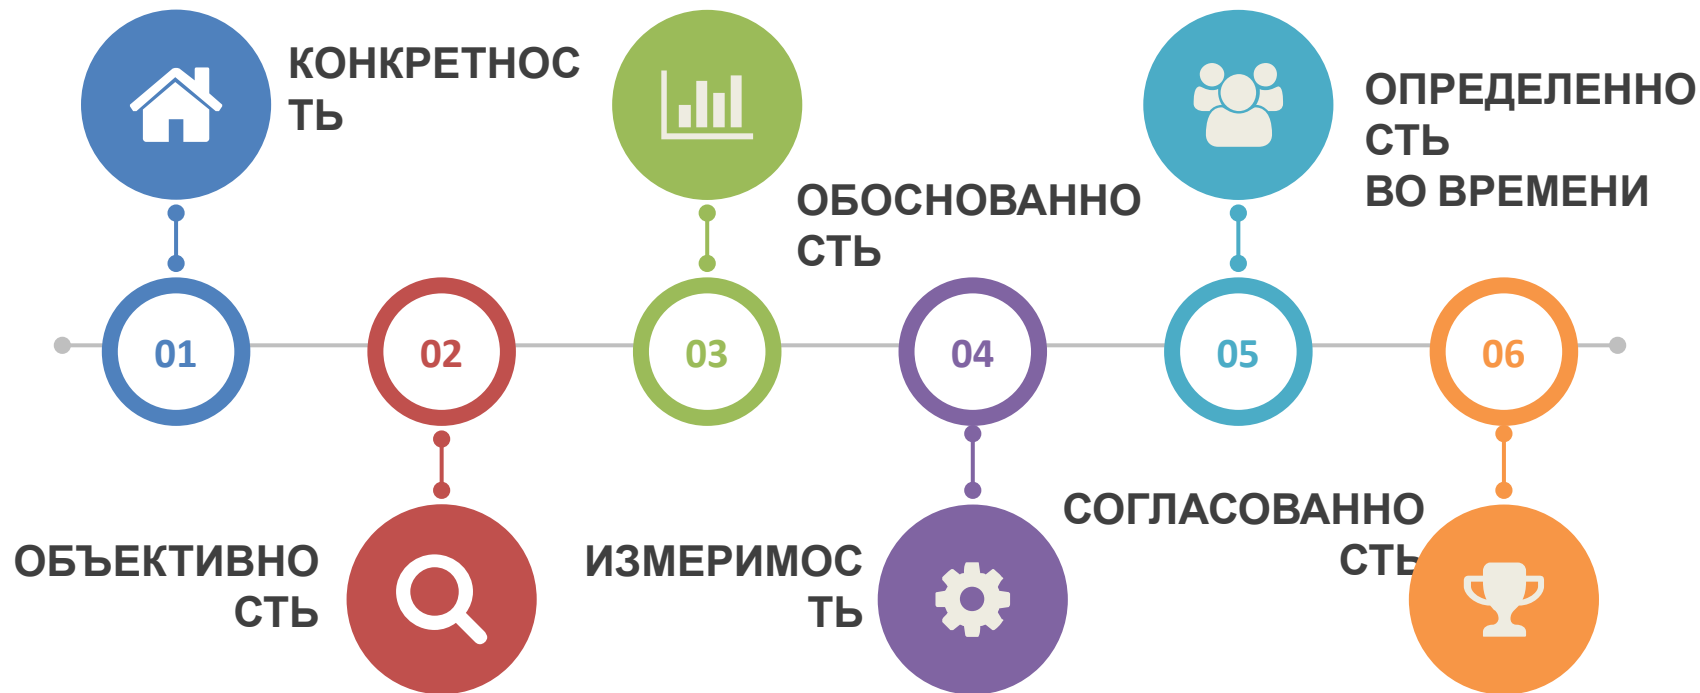 КОНКРЕТНОС
ТЬ
ОБОСНОВАННО
СТЬ
ОПРЕДЕЛЕННО
СТЬ
ВО ВРЕМЕНИ
01
02
03
04
05
06
ОБЪЕКТИВНО
СТЬ
ИЗМЕРИМОС
ТЬ
СОГЛАСОВАННО
СТЬ